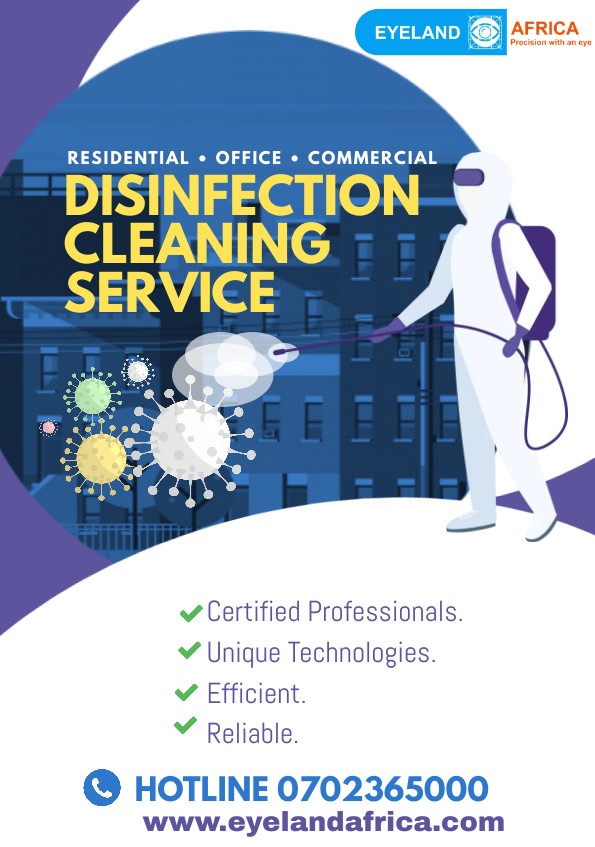 EYELAND AFRICA
Precision with an eye
RESIDENTIAL • OFFICE • COMMERCIAL
DISINFECTION
CLEANING
SERVICE
Certified Professionals.
Unique Technologies.
Efficient.
Reliable.
HOTLINE 0702365000
www.eyelandafrica.com